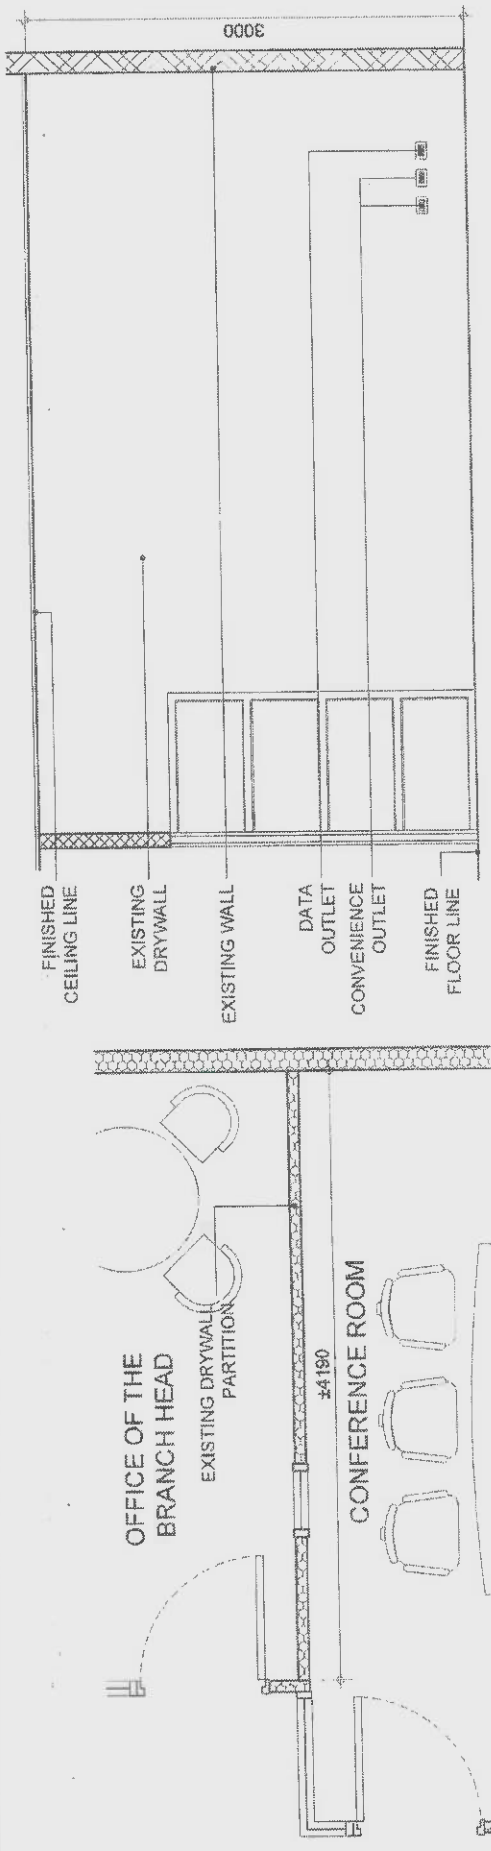 3000
FINISHED
CEILING LINE
EXISTING
DRYWALL
EXISTING WALL
DATA
OUTLET
CONVENIENCE
OUTLET
FINISHED
FLOOR LINE
OFFICE OF THE
BRANCH HEAD
EXISTING DRYWALL
PARTITION
±4190
CONFERENCE ROOM